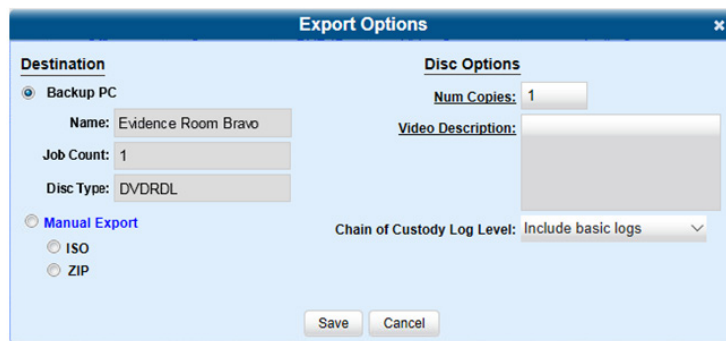 Export Options
Destination
Backup PC
Name: Evidence Room Bravo
Job Count: 1
Disc Type: DVDRDL
Manual Export
ISO
ZIP
Disc Options
Num Copies: 1
Video Description:
Chain of Custody Log Level: Include basic logs
Save Cancel